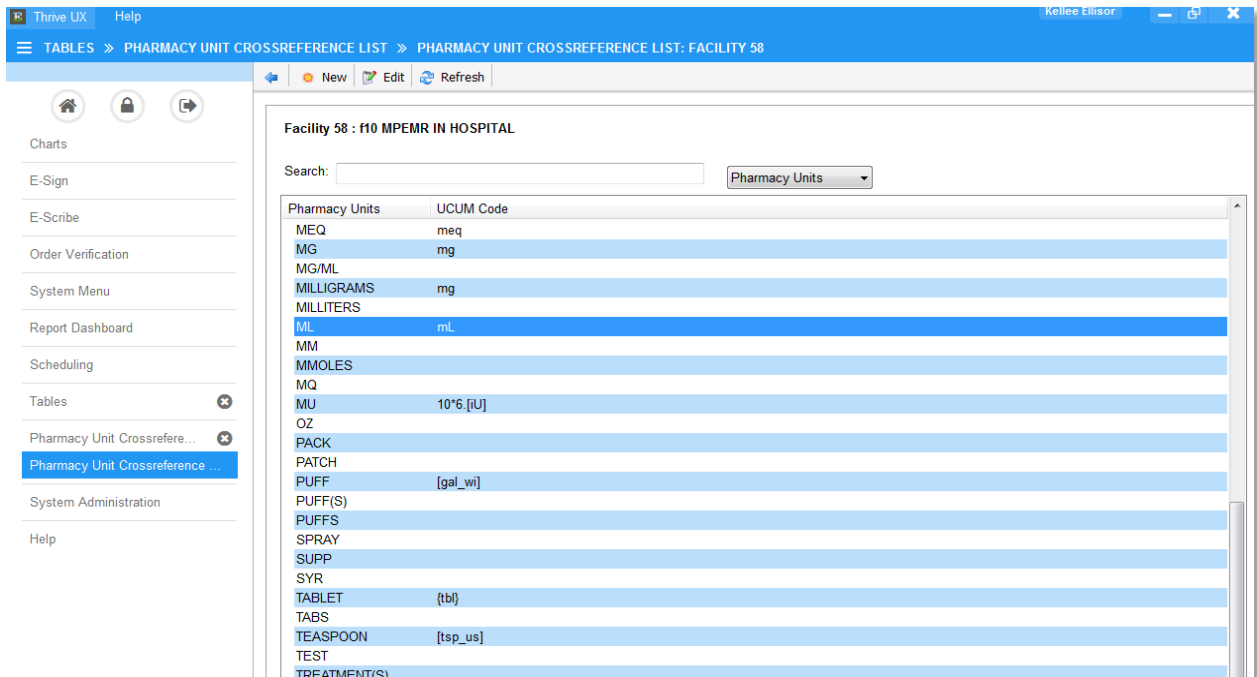 Thrive UX Help Kellee Ellisor
TABLES » PHARMACY UNIT CROSSREFERENCE LIST » PHARMACY UNIT CROSSREFERENCE LIST: FACILITY 58
New Edit Refresh
Charts
E-Sign
E-Scribe
Order Verification
System Menu
Report Dashboard
Scheduling
Tables
Pharmacy Unit Crossrefere...
Pharmacy Unit Crossreference ...
System Administration
Help
Facility 58 : f10 MPEMR IN HOSPITAL
Search: Pharmacy Units
Pharmacy Units UCUM Code
MEQ meq
MG mg
MG/ML
MILLIGRAMS mg
MILLITERS
ML mL
MM
MMOLES
MQ
MU 10*6.[iU]
OZ
PACK
PATCH
PUFF [gal_wi]
PUFF(S)
PUFFS
SPRAY
SUPP
SYR
TABLET {tbl}
TABS
TEASPOON [tsp_us]
TEST
TREATMENT(S)